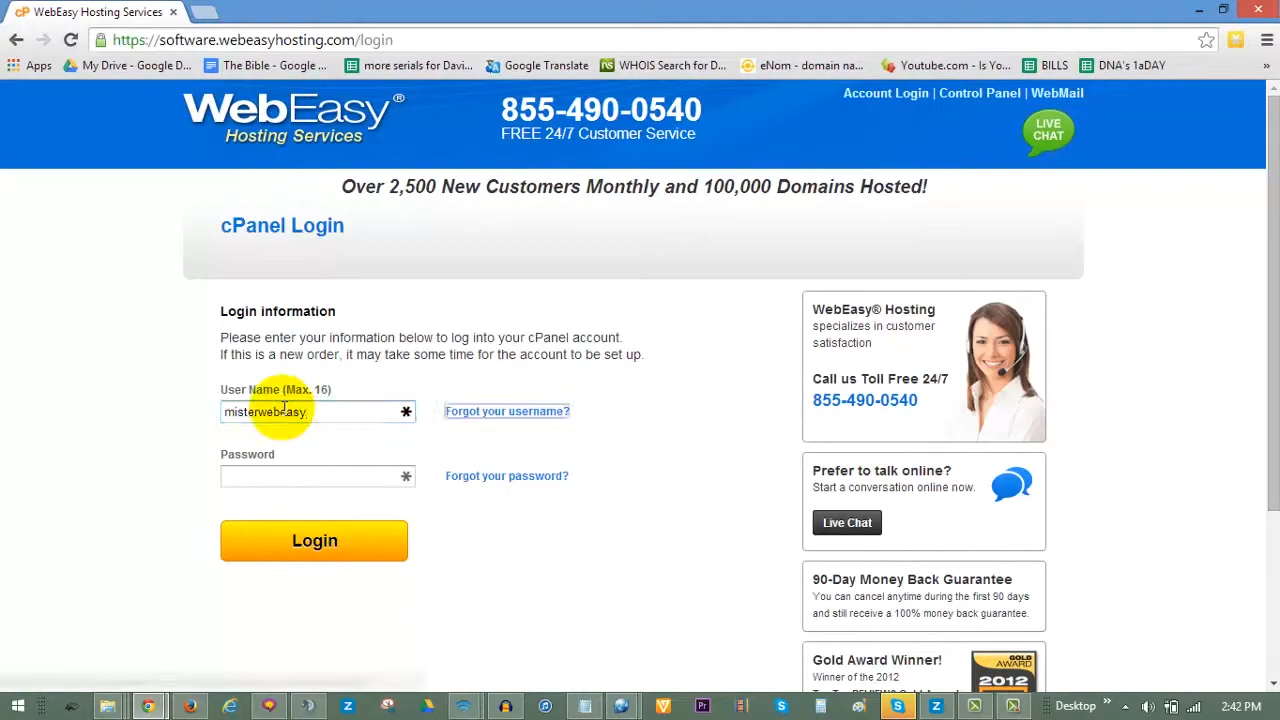 cP WebEasy Hosting Services
https://software.webeasyhosting.com/login
Apps
My Drive - Google D...
The Bible - Google ...
more serials for Davi...
Google Translate
WHOIS Search for D...
eNom - domain na...
Youtube.com - Is Yo...
BILLS
DNA's 1aDAY
»
WebEasy®
Hosting Services
855-490-0540
FREE 24/7 Customer Service
Account Login | Control Panel | WebMail
LIVE
CHAT
Over 2,500 New Customers Monthly and 100,000 Domains Hosted!
cPanel Login
Login information
Please enter your information below to log into your cPanel account.
If this is a new order, it may take some time for the account to be set up.
User Name (Max. 16)
misterwebeasy
Forgot your username?
Password
Forgot your password?
Login
WebEasy® Hosting
specializes in customer
satisfaction
Call us Toll Free 24/7
855-490-0540
Prefer to talk online?
Start a conversation online now.
Live Chat
90-Day Money Back Guarantee
You can cancel anytime during the first 90 days
and still receive a 100% money back guarantee.
Gold Award Winner!
Winner of the 2012
GOLD
AWARD
2012
Desktop
2:42 PM